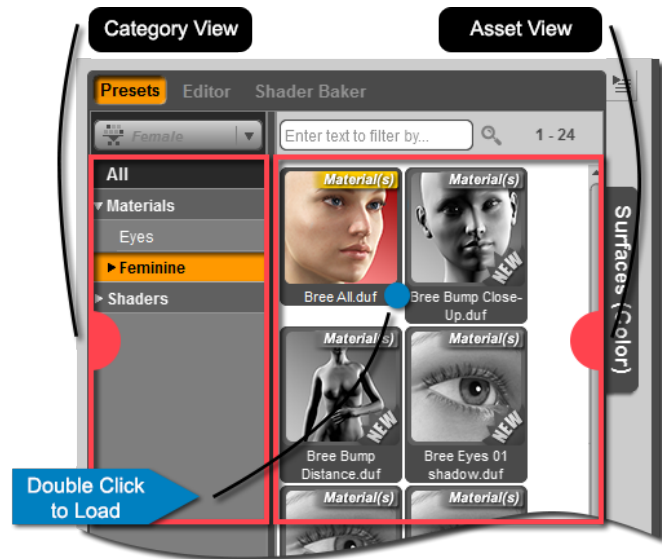 Category View
Asset View
Presets Editor Shader Baker
Female
Enter text to filter by...
1 - 24
All
Materials
Eyes
Feminine
Shaders
Material(s)
Bree All.duf
Material(s)
NEW
Bree Bump Close-
Up.duf
Material(s)
NEW
Bree Bump
Distance.duf
Material(s)
NEW
Bree Eyes 01
shadow.duf
Material(s)
Material(s)
Surfaces (Color)
Double Click
to Load